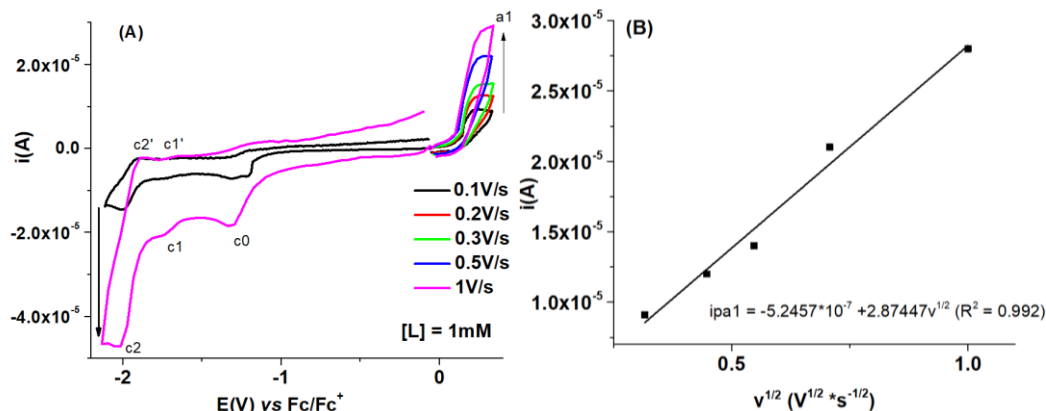 (A)
a1
2.0x10⁻⁵
0.0
-2.0x10⁻⁵
-4.0x10⁻⁵
i(A)
c2' c1'
c1
c0
c2
0.1V/s
0.2V/s
0.3V/s
0.5V/s
1V/s
[L] = 1mM
-2
-1
0
E(V) vs Fc/Fc⁺
(B)
3.0x10⁻⁵
2.5x10⁻⁵
2.0x10⁻⁵
1.5x10⁻⁵
1.0x10⁻⁵
i(A)
ipa1 = -5.2457*10⁻⁷ +2.87447v¹ᐟ² (R² = 0.992)
0.5
1.0
v¹ᐟ² (V¹ᐟ² *s⁻¹ᐟ²)